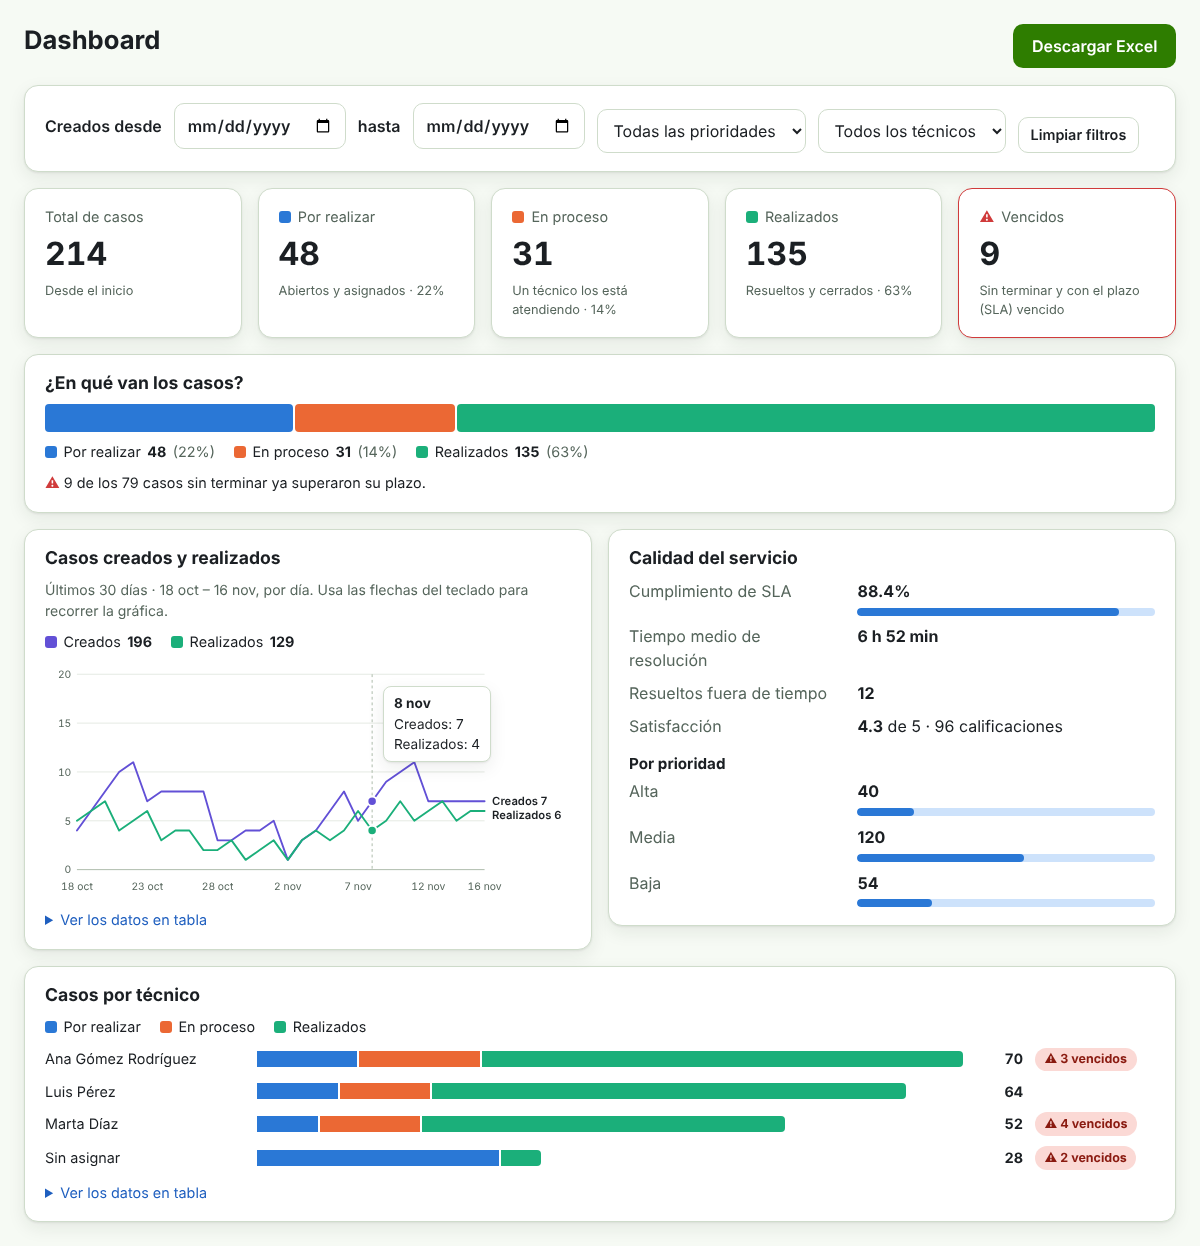 Dashboard
Descargar Excel
Creados desde
mm/dd/yyyy
hasta
mm/dd/yyyy
Todas las prioridades
Todos los técnicos
Limpiar filtros
Total de casos
214
Desde el inicio
Por realizar
48
Abiertos y asignados · 22%
En proceso
31
Un técnico los está
atendiendo · 14%
Realizados
135
Resueltos y cerrados · 63%
Vencidos
9
Sin terminar y con el plazo
(SLA) vencido
¿En qué van los casos?
Por realizar 48 (22%)
En proceso 31 (14%)
Realizados 135 (63%)
9 de los 79 casos sin terminar ya superaron su plazo.
Casos creados y realizados
Últimos 30 días · 18 oct – 16 nov, por día. Usa las flechas del teclado para
recorrer la gráfica.
Creados 196
Realizados 129
20
15
10
5
0
8 nov
Creados: 7
Realizados: 4
Creados 7
Realizados 6
18 oct
23 oct
28 oct
2 nov
7 nov
12 nov
16 nov
Ver los datos en tabla
Calidad del servicio
Cumplimiento de SLA
88.4%
Tiempo medio de
resolución
6 h 52 min
Resueltos fuera de tiempo
12
Satisfacción
4.3 de 5 · 96 calificaciones
Por prioridad
Alta
40
Media
120
Baja
54
Casos por técnico
Por realizar
En proceso
Realizados
Ana Gómez Rodríguez
70
3 vencidos
Luis Pérez
64
Marta Díaz
52
4 vencidos
Sin asignar
28
2 vencidos
Ver los datos en tabla